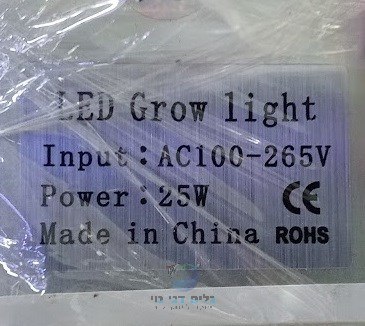 LED Grow light
Input:AC100-265V
Power:25W CE
Made in China ROHS